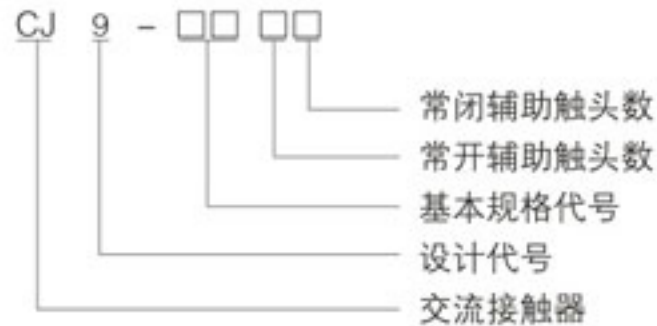 CJ 9 - □□ □□
常闭辅助触头数
常开辅助触头数
基本规格代号
设计代号
交流接触器